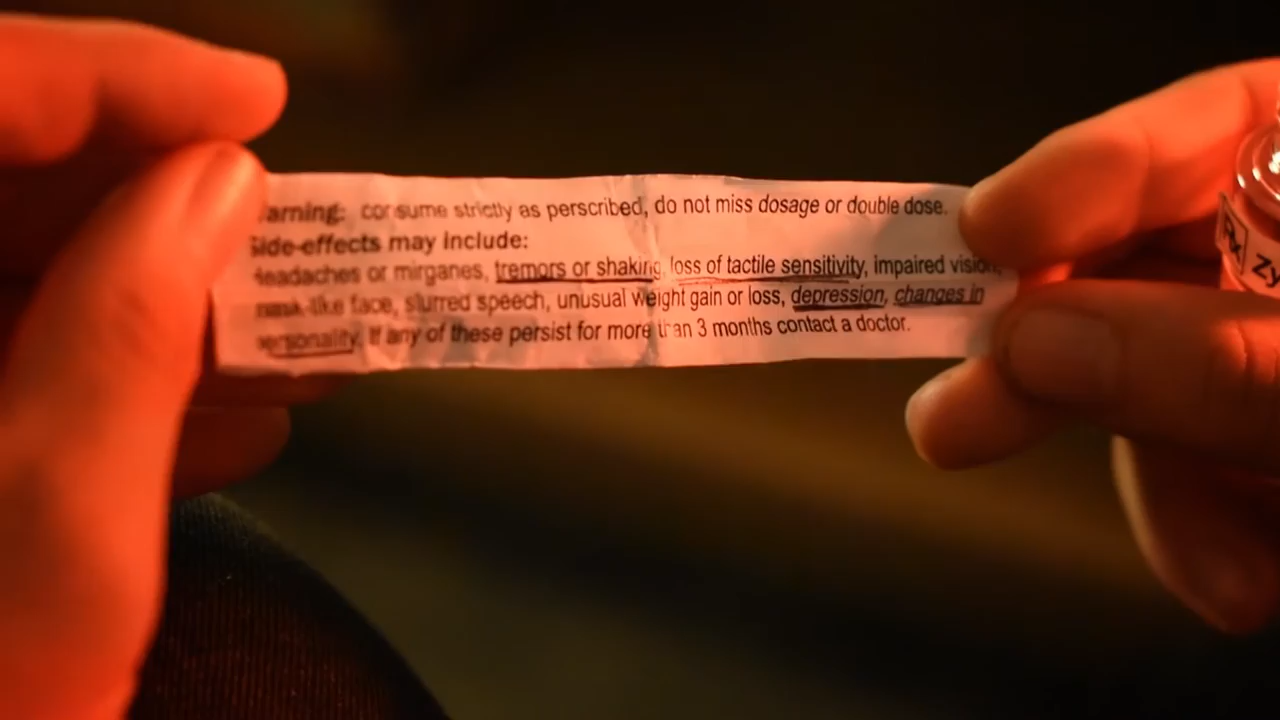 arning: consume strictly as perscribed, do not miss dosage or double dose.
Side-effects may include:
Headaches or mirganes, tremors or shaking, loss of tactile sensitivity, impaired vision,
mask-like face, slurred speech, unusual weight gain or loss, depression, changes in
personality. If any of these persist for more than 3 months contact a doctor.
Rx Zy